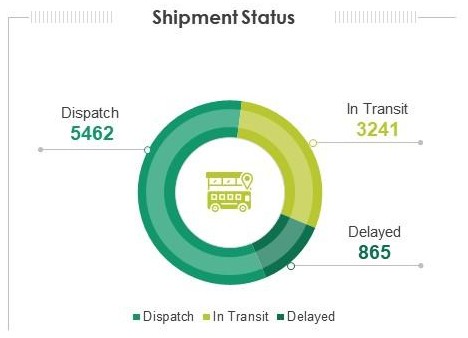 Shipment Status
Dispatch
5462
In Transit
3241
Delayed
865
Dispatch In Transit Delayed